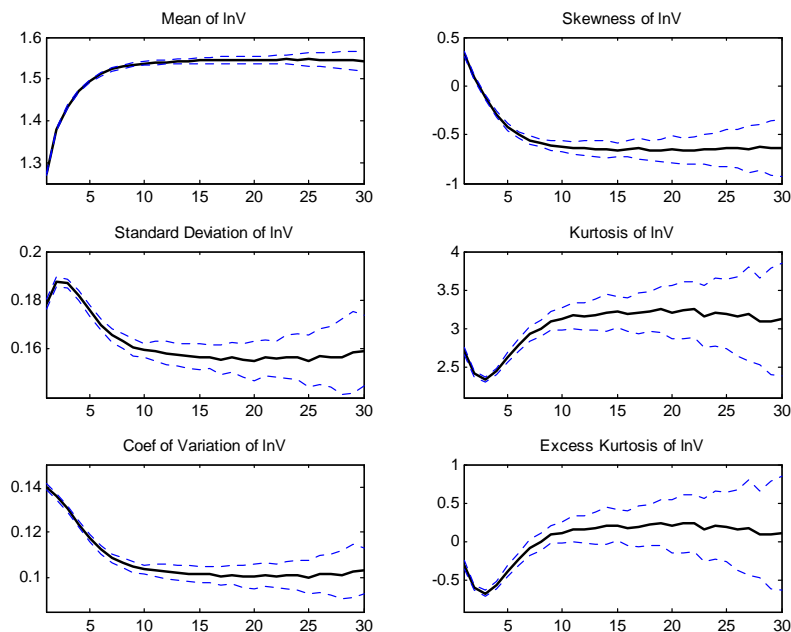 Mean of lnV
1.6
1.5
1.4
1.3
5 10 15 20 25 30
Skewness of lnV
0.5
0
-0.5
-1
5 10 15 20 25 30
Standard Deviation of lnV
0.2
0.18
0.16
5 10 15 20 25 30
Kurtosis of lnV
4
3.5
3
2.5
5 10 15 20 25 30
Coef of Variation of lnV
0.14
0.12
0.1
5 10 15 20 25 30
Excess Kurtosis of lnV
1
0.5
0
-0.5
5 10 15 20 25 30